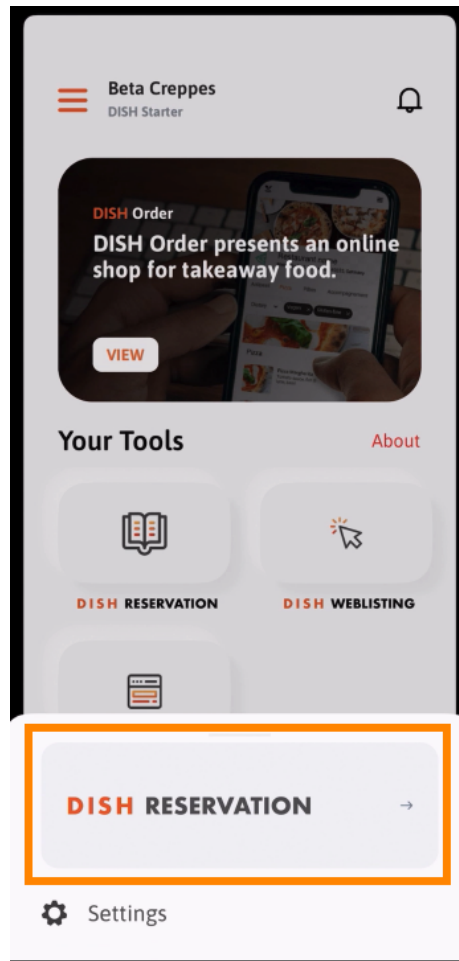 Beta Creppes
DISH Starter
DISH Order
DISH Order presents an online
shop for takeaway food.
VIEW
Your Tools
About
DISH RESERVATION
DISH WEBLISTING
DISH RESERVATION →
Settings